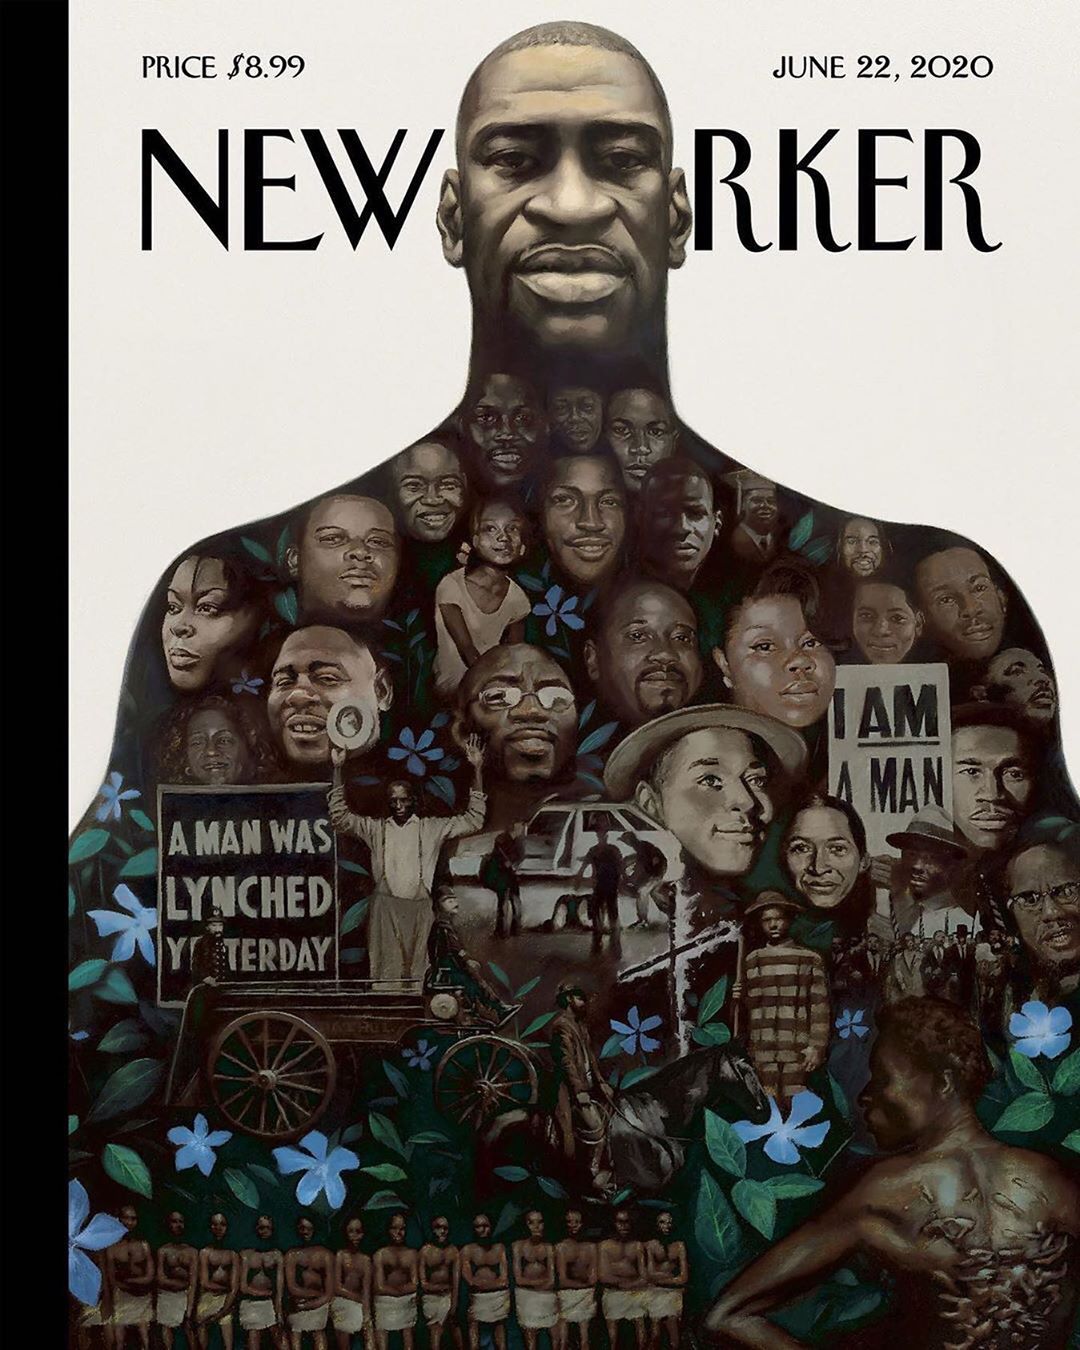 PRICE $8.99
JUNE 22, 2020
NEW RKER
I AM
A MAN
A MAN WAS
LYNCHED
Y TERDAY